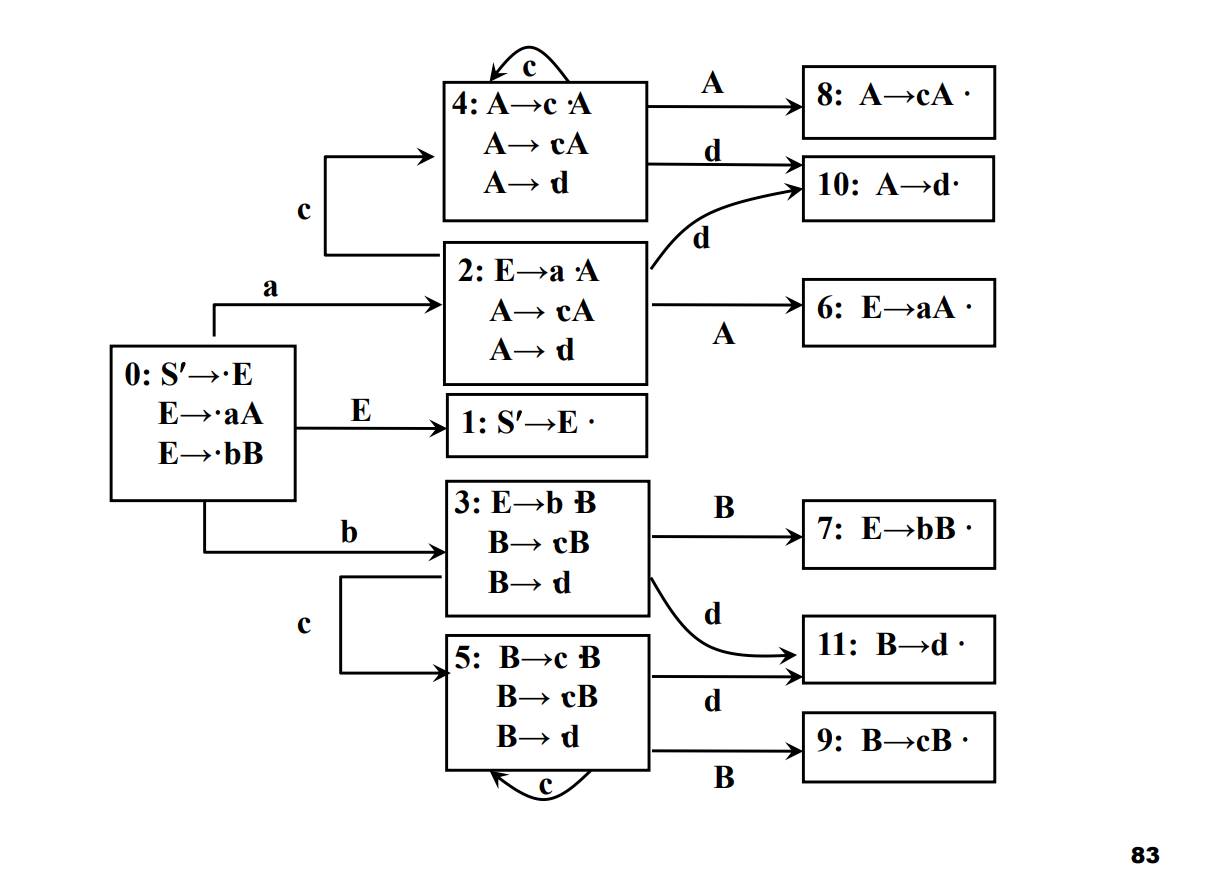 c
4: A→c ·A
A→ ·cA
A→ ·d
A
8: A→cA ·
d
10: A→d·
c
d
2: E→a ·A
A→ ·cA
A→ ·d
a
A
6: E→aA ·
0: S′→·E
E→·aA
E→·bB
E
1: S′→E ·
b
3: E→b ·B
B→ ·cB
B→ ·d
B
7: E→bB ·
c
d
11: B→d ·
5: B→c ·B
B→ ·cB
B→ ·d
d
9: B→cB ·
B
c
83